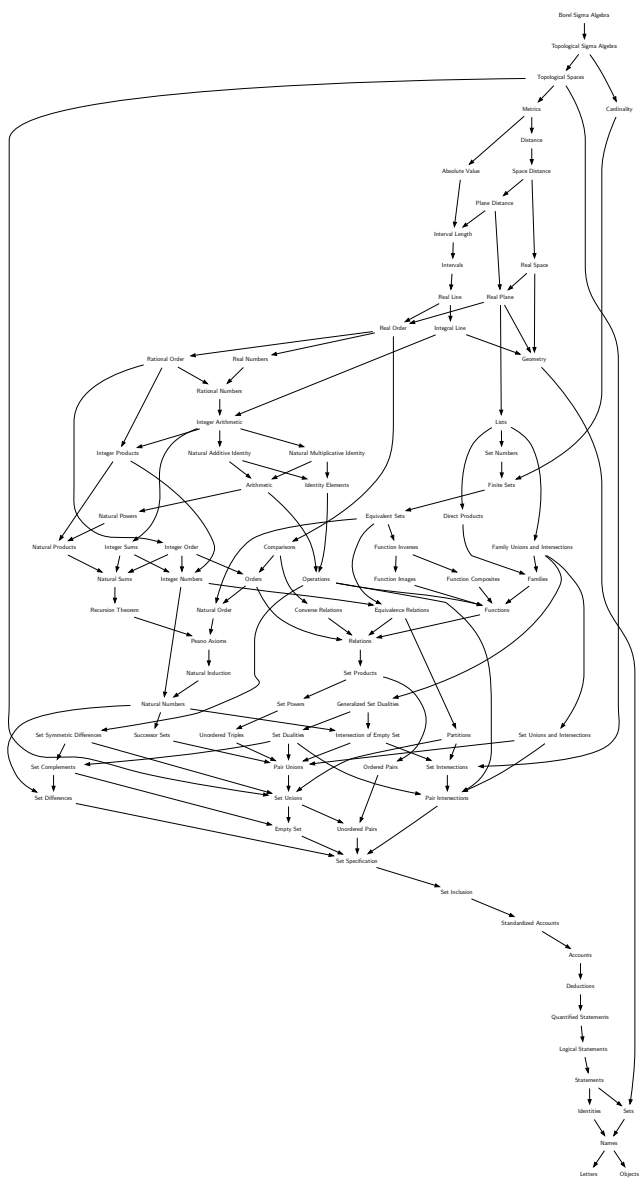 Borel Sigma Algebra
Topological Sigma Algebra
Topological Spaces
Metrics
Cardinality
Distance
Absolute Value
Space Distance
Plane Distance
Interval Length
Intervals
Real Space
Real Line
Real Plane
Real Order
Integral Line
Rational Order
Real Numbers
Geometry
Rational Numbers
Integer Arithmetic
Lists
Integer Products
Natural Additive Identity
Natural Multiplicative Identity
Set Numbers
Arithmetic
Identity Elements
Finite Sets
Natural Powers
Equivalent Sets
Direct Products
Natural Products
Integer Sums
Integer Order
Comparisons
Function Inverses
Family Unions and Intersections
Natural Sums
Integer Numbers
Orders
Operations
Function Images
Function Composites
Families
Recursion Theorem
Natural Order
Converse Relations
Equivalence Relations
Functions
Peano Axioms
Relations
Natural Induction
Set Products
Natural Numbers
Set Powers
Generalized Set Dualities
Set Symmetric Differences
Successor Sets
Unordered Triples
Set Dualities
Intersection of Empty Set
Partitions
Set Unions and Intersections
Set Complements
Pair Unions
Ordered Pairs
Set Intersections
Set Differences
Set Unions
Pair Intersections
Empty Set
Unordered Pairs
Set Specification
Set Inclusion
Standardized Accounts
Accounts
Deductions
Quantified Statements
Logical Statements
Statements
Identities
Sets
Names
Letters
Objects